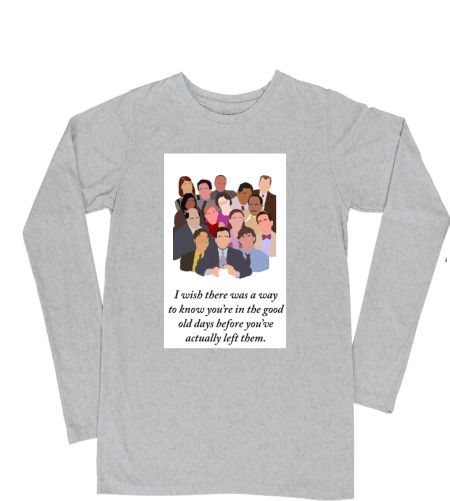 I wish there was a way
to know you're in the good
old days before you've
actually left them.